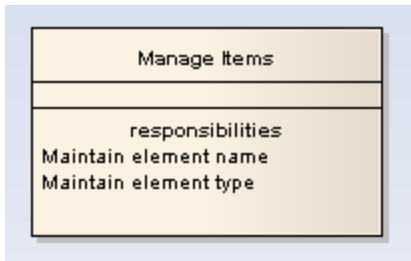 Manage Items
responsibilities
Maintain element name
Maintain element type